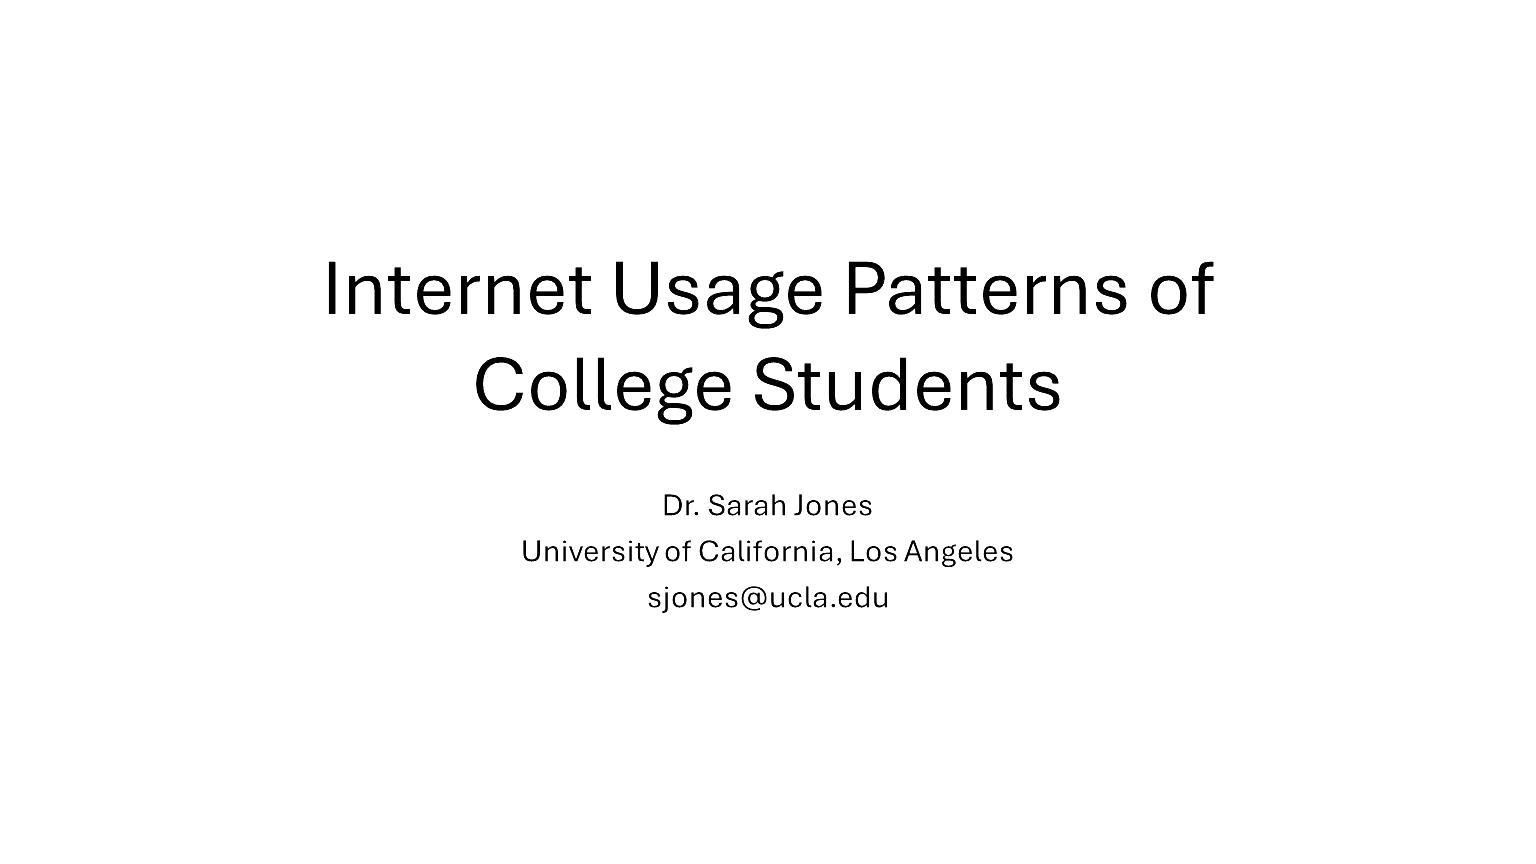 Internet Usage Patterns of
College Students
Dr. Sarah Jones
University of California, Los Angeles
sjones@ucla.edu